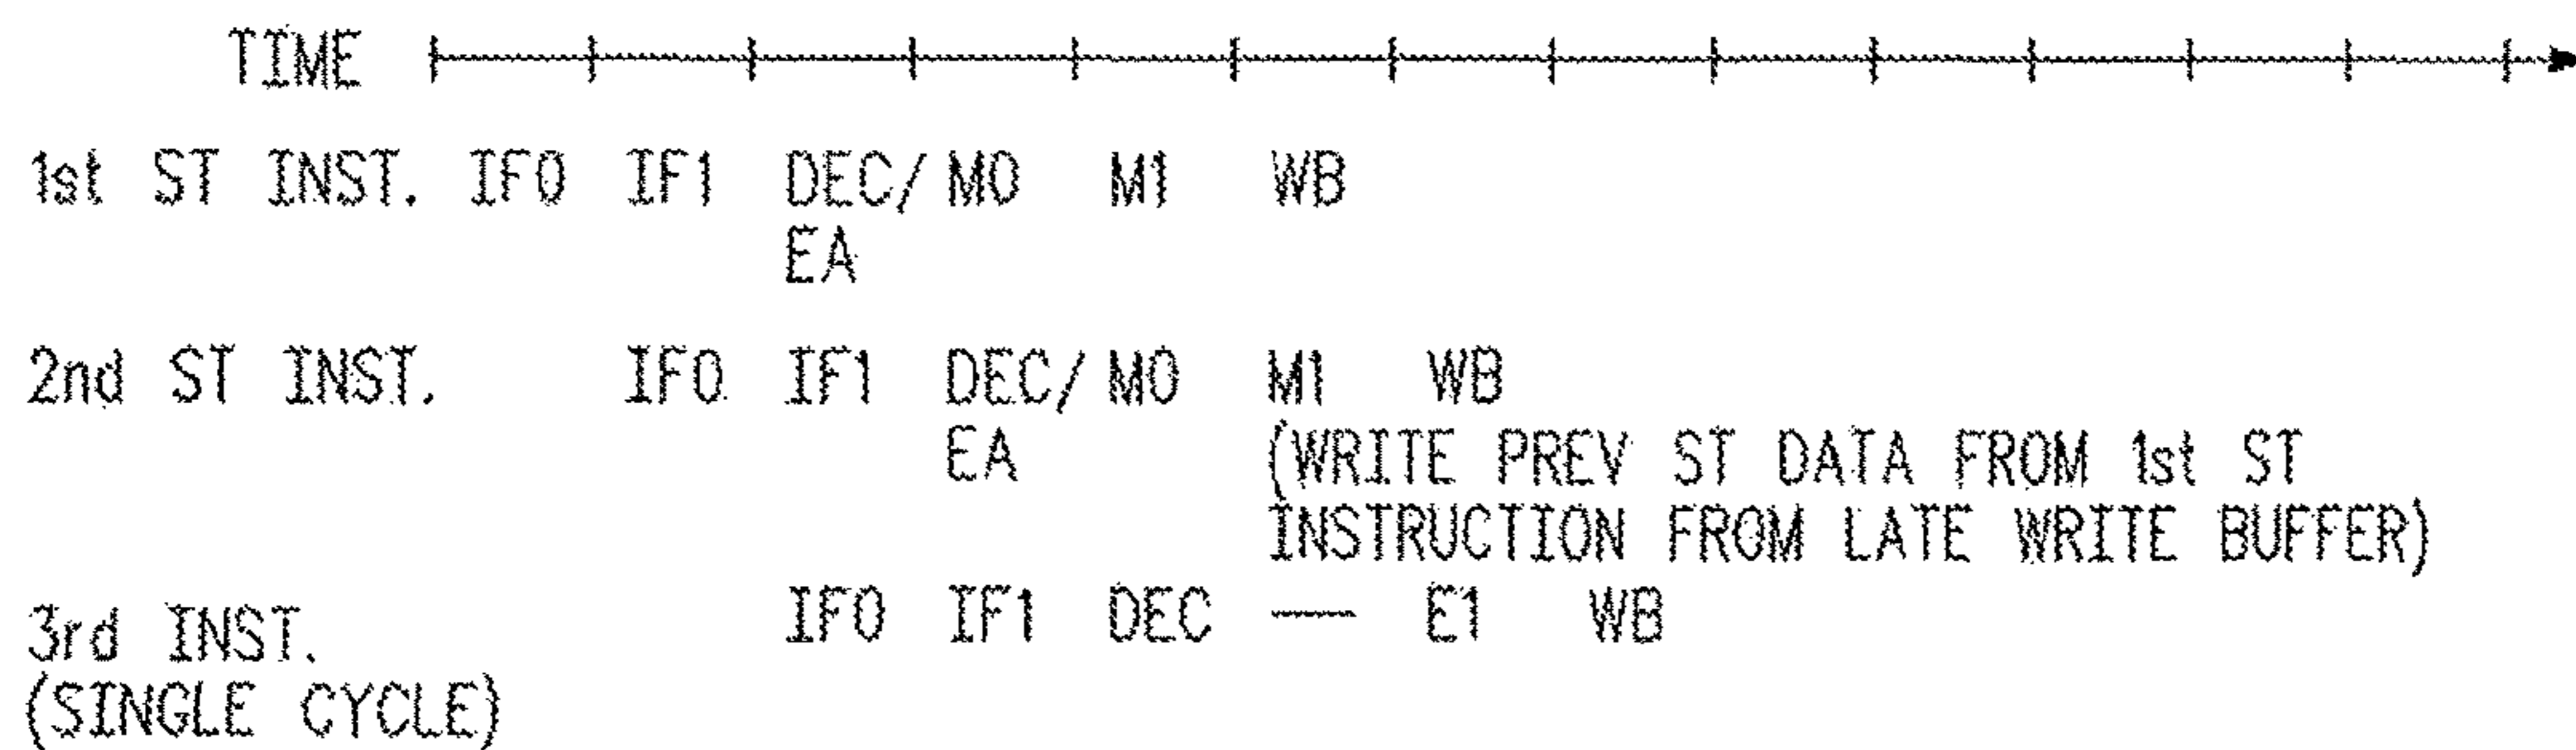 TIME
1st ST INST. IF0 IF1 DEC/ M0 M1 WB
EA
2nd ST INST. IF0 IF1 DEC/ M0 M1 WB
EA (WRITE PREV ST DATA FROM 1st ST
INSTRUCTION FROM LATE WRITE BUFFER)
3rd INST. IF0 IF1 DEC — E1 WB
(SINGLE CYCLE)